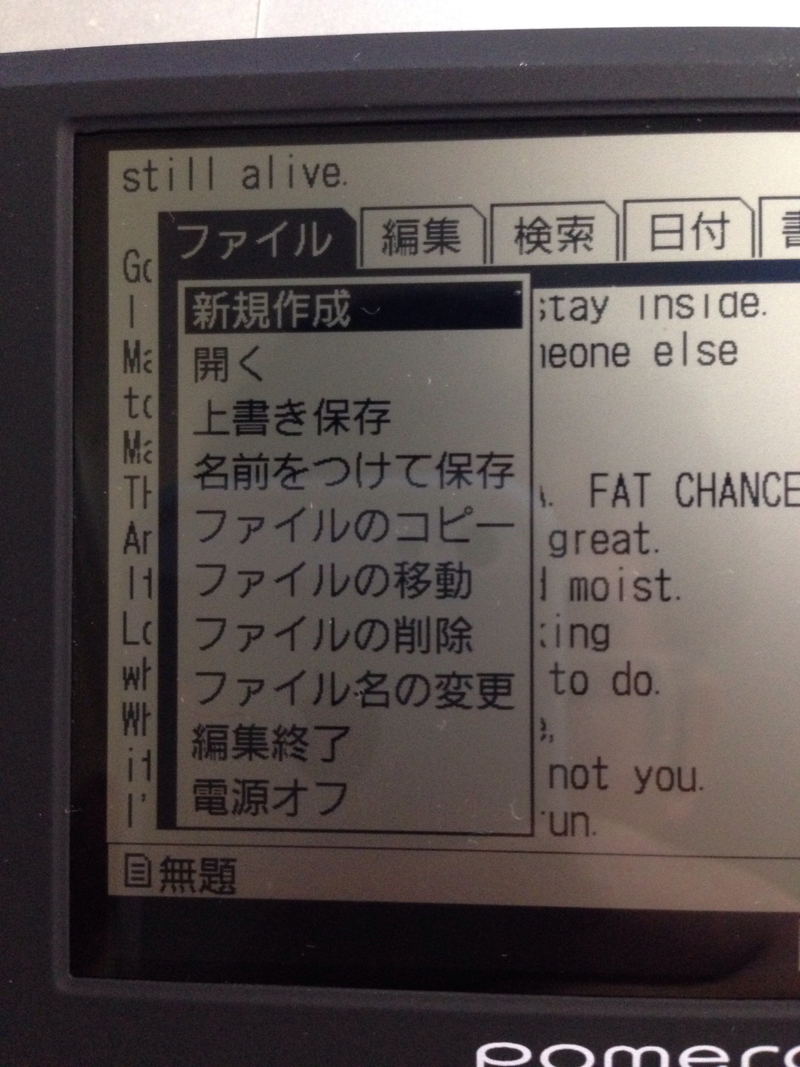 still alive.
ファイル 編集 検索 日付
新規作成
開く
上書き保存
名前をつけて保存
ファイルのコピー
ファイルの移動
ファイルの削除
ファイル名の変更
編集終了
電源オフ
stay inside.
else
FAT CHANCE
great.
moist.
to do.
not you.
無題